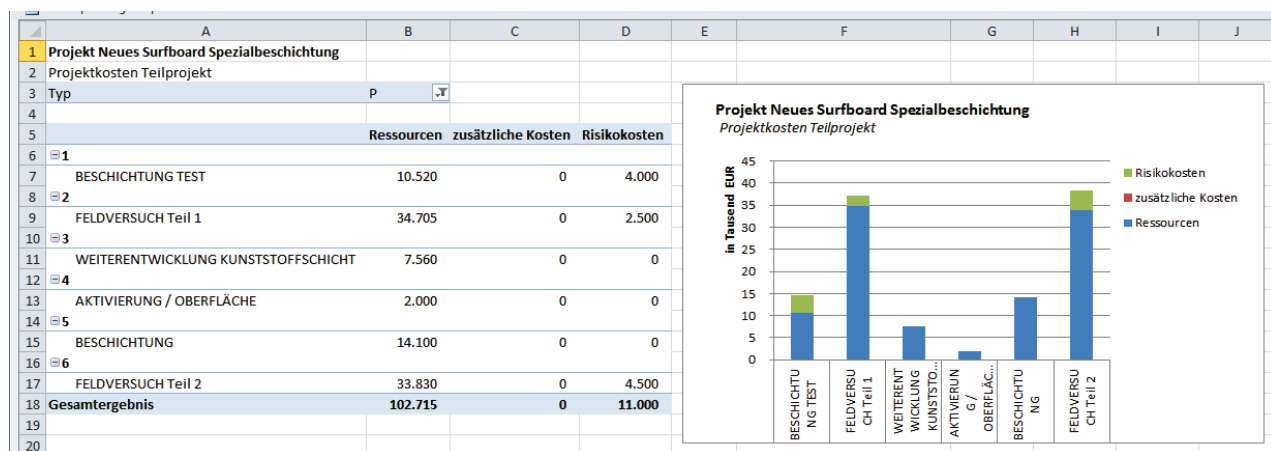 A B C D E F G H I J
1 Projekt Neues Surfboard Spezialbeschichtung
2 Projektkosten Teilprojekt
3 Typ P
4
5 Ressourcen zusätzliche Kosten Risikokosten
6 1
7 BESCHICHTUNG TEST 10.520 0 4.000
8 2
9 FELDVERSUCH Teil 1 34.705 0 2.500
10 3
11 WEITERENTWICKLUNG KUNSTSTOFFSCHICHT 7.560 0 0
12 4
13 AKTIVIERUNG / OBERFLÄCHE 2.000 0 0
14 5
15 BESCHICHTUNG 14.100 0 0
16 6
17 FELDVERSUCH Teil 2 33.830 0 4.500
18 Gesamtergebnis 102.715 0 11.000
19
20
Projekt Neues Surfboard Spezialbeschichtung
Projektkosten Teilprojekt
in Tausend EUR
45
40
35
30
25
20
15
10
5
0
BESCHICHTU
NG TEST
FELDVERSU
CH Teil 1
WEITERENT
WICKLUNG
KUNSTSTO...
AKTIVIERUN
G /
OBERFLÄC...
BESCHICHTU
NG
FELDVERSU
CH Teil 2
Risikokosten
zusätzliche Kosten
Ressourcen